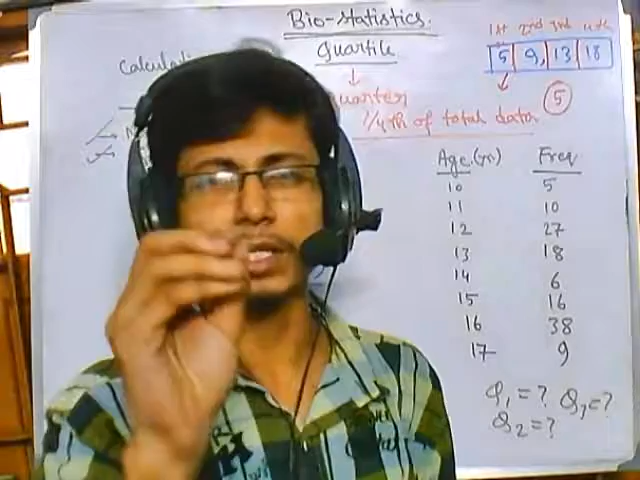 Bio-Statistics.
Quartile
1st 2nd 3rd 4th
5 9, 13 18
5
quarter
1/4th of total data
Age (yr) Freq
10 5
11 10
12 27
13 18
14 6
15 16
16 38
17 9
Q1 = ? Q3 = ?
Q2 = ?